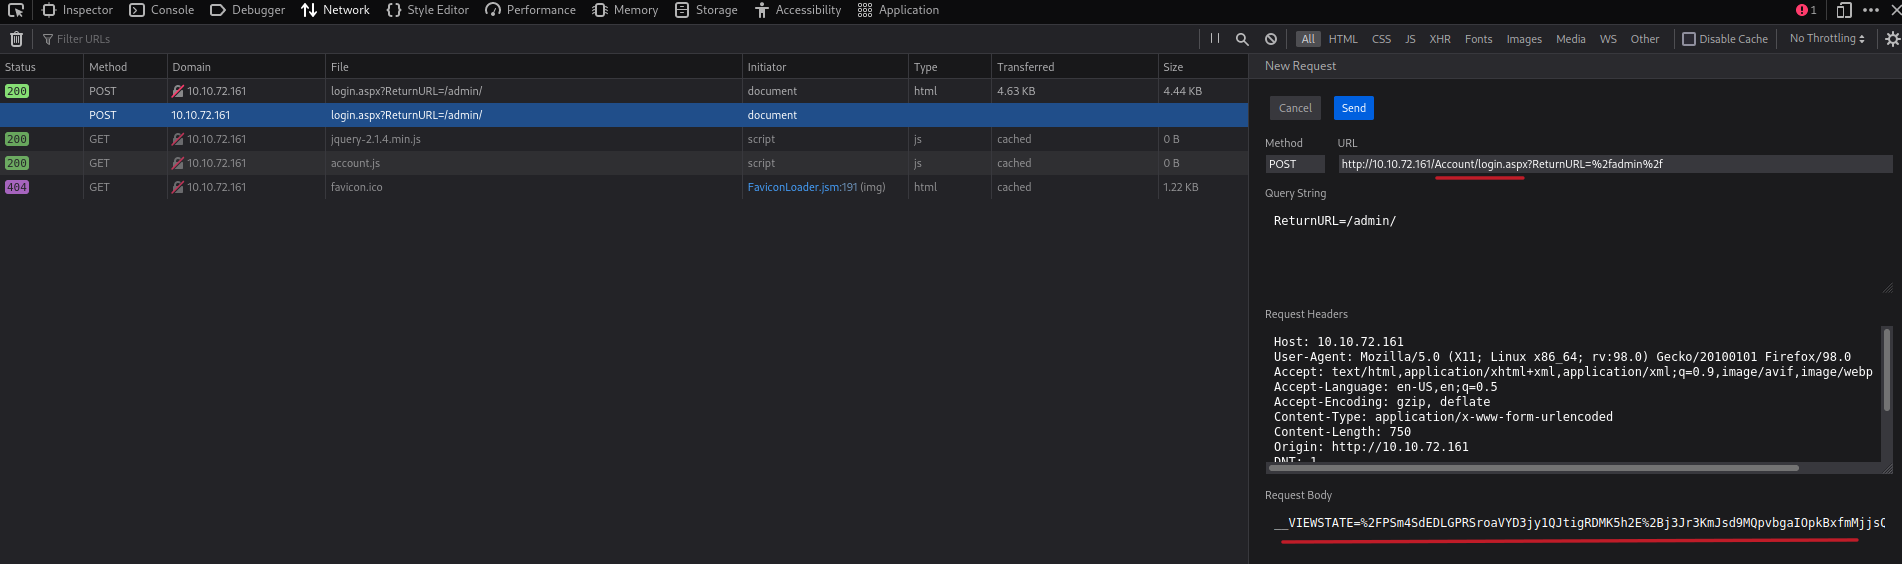 Inspector Console Debugger Network Style Editor Performance Memory Storage Accessibility Application 1
Filter URLs All HTML CSS JS XHR Fonts Images Media WS Other Disable Cache No Throttling
Status Method Domain File Initiator Type Transferred Size
200 POST 10.10.72.161 login.aspx?ReturnURL=/admin/ document html 4.63 KB 4.44 KB
POST 10.10.72.161 login.aspx?ReturnURL=/admin/ document
200 GET 10.10.72.161 jquery-2.1.4.min.js script js cached 0 B
200 GET 10.10.72.161 account.js script js cached 0 B
404 GET 10.10.72.161 favicon.ico FaviconLoader.jsm:191 (img) html cached 1.22 KB
New Request
Cancel Send
Method URL
POST http://10.10.72.161/Account/login.aspx?ReturnURL=%2fadmin%2f
Query String
ReturnURL=/admin/
Request Headers
Host: 10.10.72.161
User-Agent: Mozilla/5.0 (X11; Linux x86_64; rv:98.0) Gecko/20100101 Firefox/98.0
Accept: text/html,application/xhtml+xml,application/xml;q=0.9,image/avif,image/webp
Accept-Language: en-US,en;q=0.5
Accept-Encoding: gzip, deflate
Content-Type: application/x-www-form-urlencoded
Content-Length: 750
Origin: http://10.10.72.161
DNT: 1
Request Body
__VIEWSTATE=%2FPSm4SdEDLGPRSroaVYD3jy1QJtigRDMK5h2E%2Bj3Jr3KmJsd9MQpvbgaIOpkBxfmMjjsQ